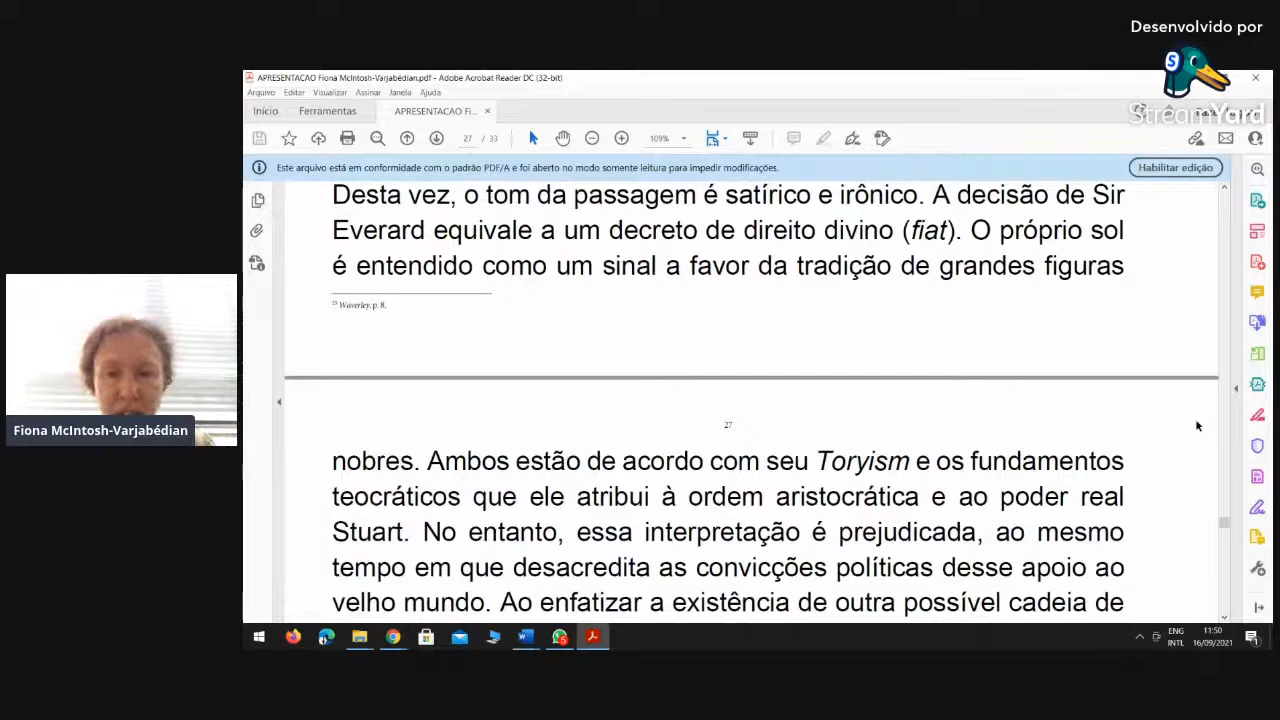 Desenvolvido por
StreamYard
APRESENTACAO Fiona McIntosh-Varjabédian.pdf - Adobe Acrobat Reader DC (32-bit)
Arquivo Editar Visualizar Assinar Janela Ajuda
Início Ferramentas APRESENTACAO Fi... ×
27 / 33 109%
Este arquivo está em conformidade com o padrão PDF/A e foi aberto no modo somente leitura para impedir modificações. Habilitar edição
Desta vez, o tom da passagem é satírico e irônico. A decisão de Sir
Everard equivale a um decreto de direito divino (fiat). O próprio sol
é entendido como um sinal a favor da tradição de grandes figuras
Waverley, p. 8.
Fiona McIntosh-Varjabédian
27
nobres. Ambos estão de acordo com seu Toryism e os fundamentos
teocráticos que ele atribui à ordem aristocrática e ao poder real
Stuart. No entanto, essa interpretação é prejudicada, ao mesmo
tempo em que desacredita as convicções políticas desse apoio ao
velho mundo. Ao enfatizar a existência de outra possível cadeia de
ENG 11:50
INTL 16/09/2021